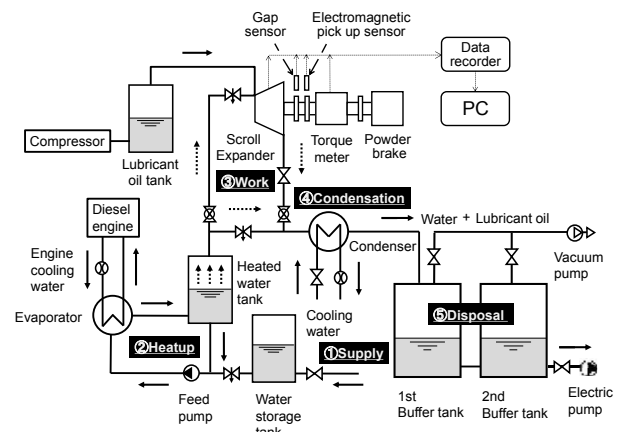 Gap
sensor
Electromagnetic
pick up sensor
Data
recorder
PC
Compressor
Lubricant
oil tank
Scroll
Expander
Torque
meter
Powder
brake
③Work
④Condensation
Diesel
engine
Engine
cooling
water
Heated
water
tank
Condenser
Water + Lubricant oil
Vacuum
pump
Evaporator
Cooling
water
⑤Disposal
②Heatup
①Supply
Feed
pump
Water
storage
tank
1st
Buffer tank
2nd
Buffer tank
Electric
pump